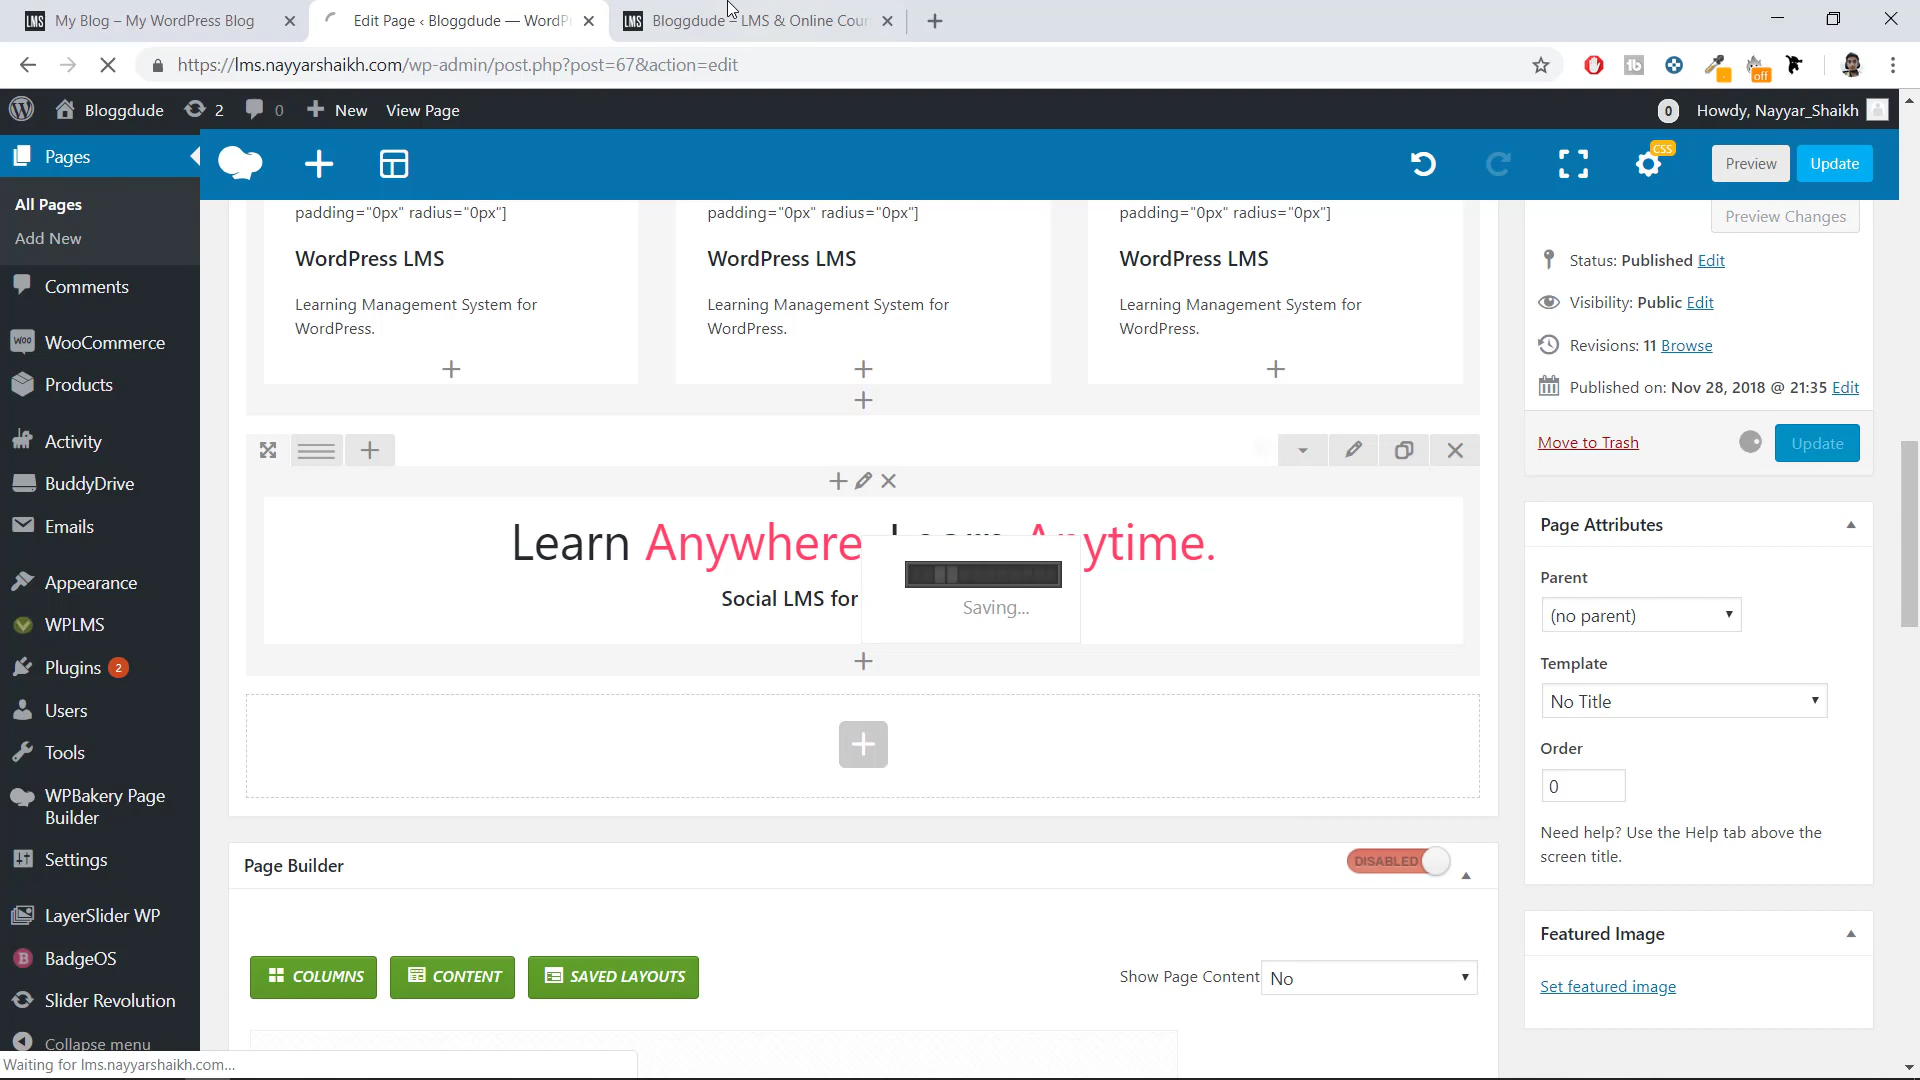 LMS My Blog – My WordPress Blog
Edit Page ‹ Bloggdude — WordP
LMS Bloggdude – LMS & Online Cour
https://lms.nayyarshaikh.com/wp-admin/post.php?post=67&action=edit
off
Bloggdude 2 0 New View Page
0 Howdy, Nayyar_Shaikh
Pages
All Pages
Add New
Comments
WooCommerce
Products
Activity
BuddyDrive
Emails
Appearance
WPLMS
Plugins 2
Users
Tools
WPBakery Page
Builder
Settings
LayerSlider WP
BadgeOS
Slider Revolution
Collapse menu
Waiting for lms.nayyarshaikh.com...
CSS
Preview
Update
padding="0px" radius="0px"]
WordPress LMS
Learning Management System for
WordPress.
padding="0px" radius="0px"]
WordPress LMS
Learning Management System for
WordPress.
padding="0px" radius="0px"]
WordPress LMS
Learning Management System for
WordPress.
Learn Anywhere. Learn Anytime.
Social LMS for
Saving...
Page Builder
DISABLED
COLUMNS
CONTENT
SAVED LAYOUTS
Show Page Content No
Preview Changes
Status: Published Edit
Visibility: Public Edit
Revisions: 11 Browse
Published on: Nov 28, 2018 @ 21:35 Edit
Move to Trash
Update
Page Attributes
Parent
(no parent)
Template
No Title
Order
0
Need help? Use the Help tab above the
screen title.
Featured Image
Set featured image